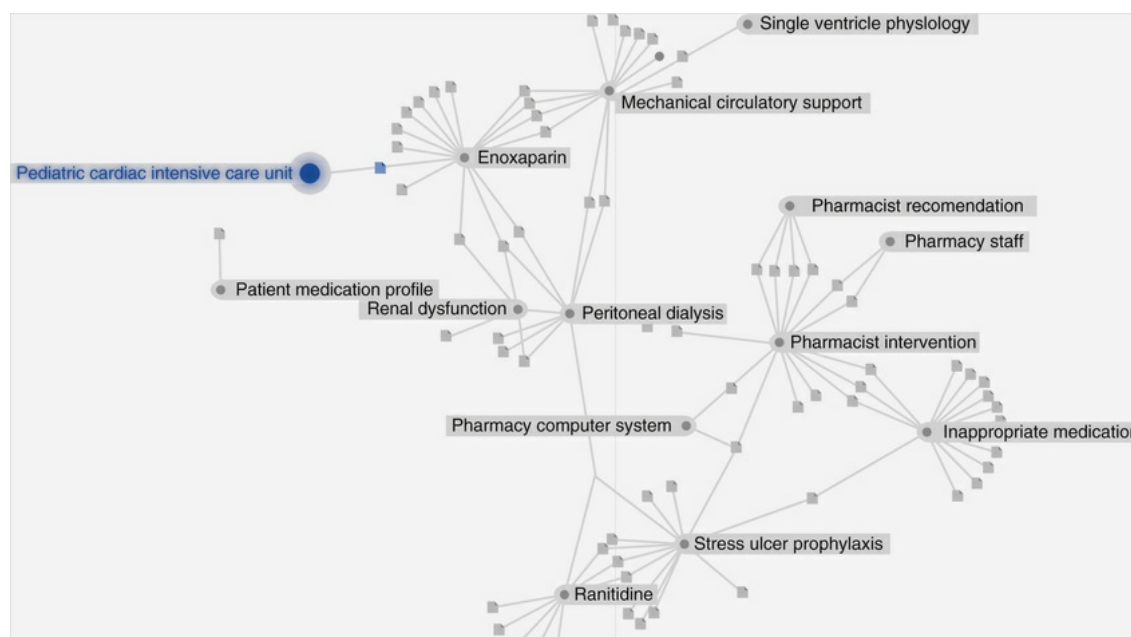 Single ventricle physlology
Mechanical circulatory support
Enoxaparin
Pediatric cardiac intensive care unit
Pharmacist recomendation
Pharmacy staff
Patient medication profile
Renal dysfunction
Peritoneal dialysis
Pharmacist intervention
Pharmacy computer system
Inappropriate medicatio
Stress ulcer prophylaxis
Ranitidine